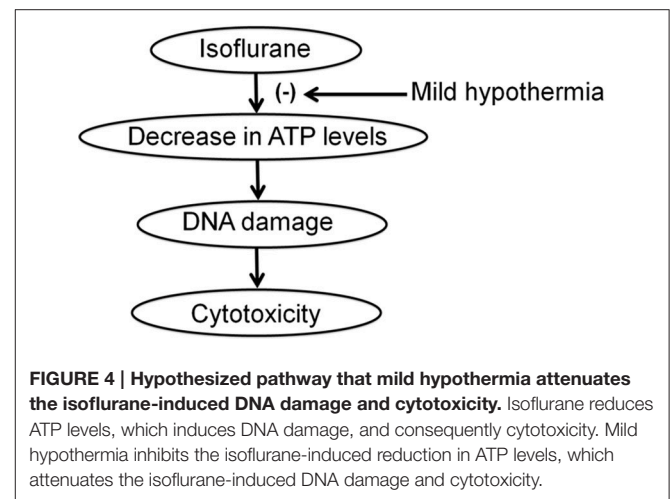 Isoflurane
(-) Mild hypothermia
Decrease in ATP levels
DNA damage
Cytotoxicity
FIGURE 4 | Hypothesized pathway that mild hypothermia attenuates
the isoflurane-induced DNA damage and cytotoxicity. Isoflurane reduces
ATP levels, which induces DNA damage, and consequently cytotoxicity. Mild
hypothermia inhibits the isoflurane-induced reduction in ATP levels, which
attenuates the isoflurane-induced DNA damage and cytotoxicity.